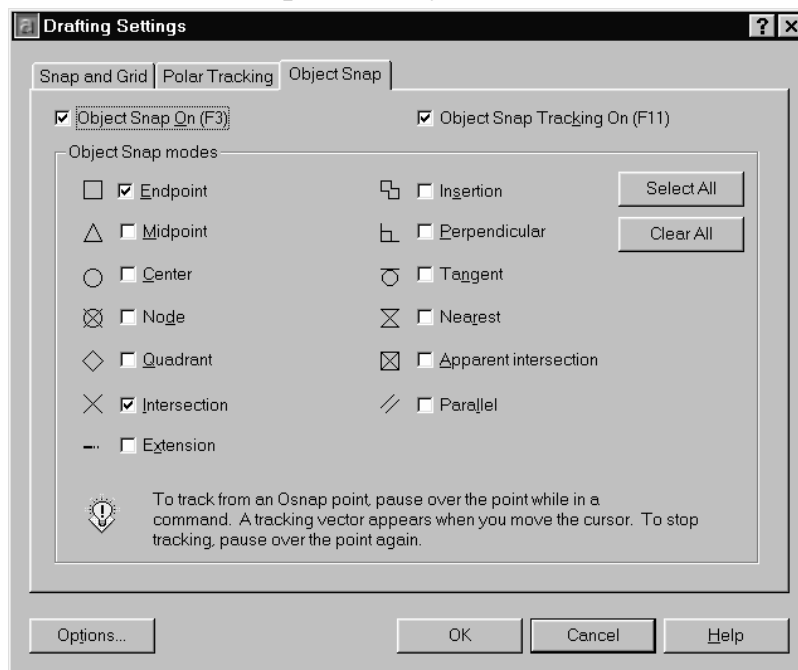 Drafting Settings
Snap and Grid
Polar Tracking
Object Snap
Object Snap On (F3)
Object Snap Tracking On (F11)
Object Snap modes
Endpoint
Midpoint
Center
Node
Quadrant
Intersection
Extension
Insertion
Perpendicular
Tangent
Nearest
Apparent intersection
Parallel
Select All
Clear All
To track from an Osnap point, pause over the point while in a
command. A tracking vector appears when you move the cursor. To stop
tracking, pause over the point again.
Options...
OK
Cancel
Help